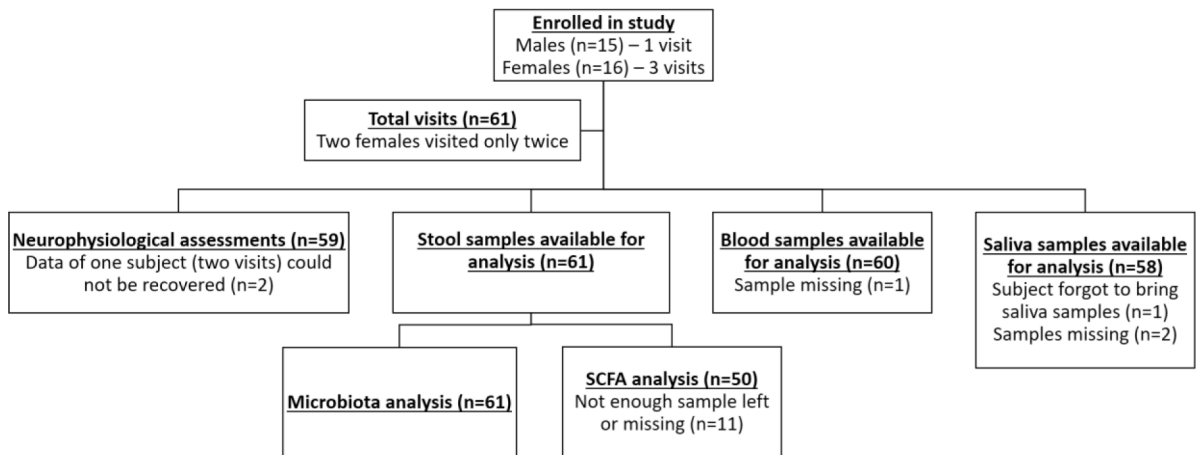 Enrolled in study
Males (n=15) – 1 visit
Females (n=16) – 3 visits
Total visits (n=61)
Two females visited only twice
Neurophysiological assessments (n=59)
Data of one subject (two visits) could
not be recovered (n=2)
Stool samples available for
analysis (n=61)
Blood samples available
for analysis (n=60)
Sample missing (n=1)
Saliva samples available
for analysis (n=58)
Subject forgot to bring
saliva samples (n=1)
Samples missing (n=2)
Microbiota analysis (n=61)
SCFA analysis (n=50)
Not enough sample left
or missing (n=11)